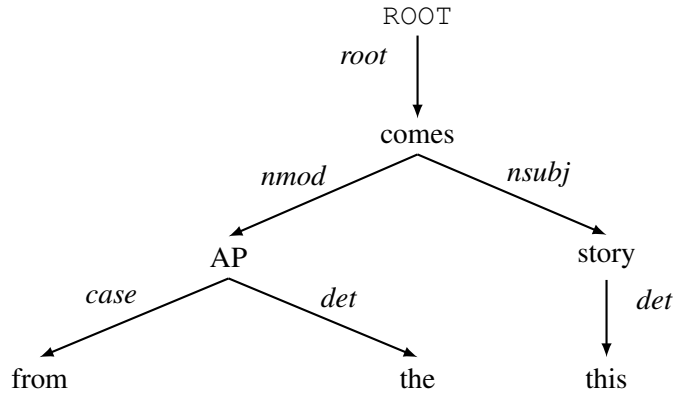 ROOT
root
comes
nmod nsubj
AP story
case det det
from the this